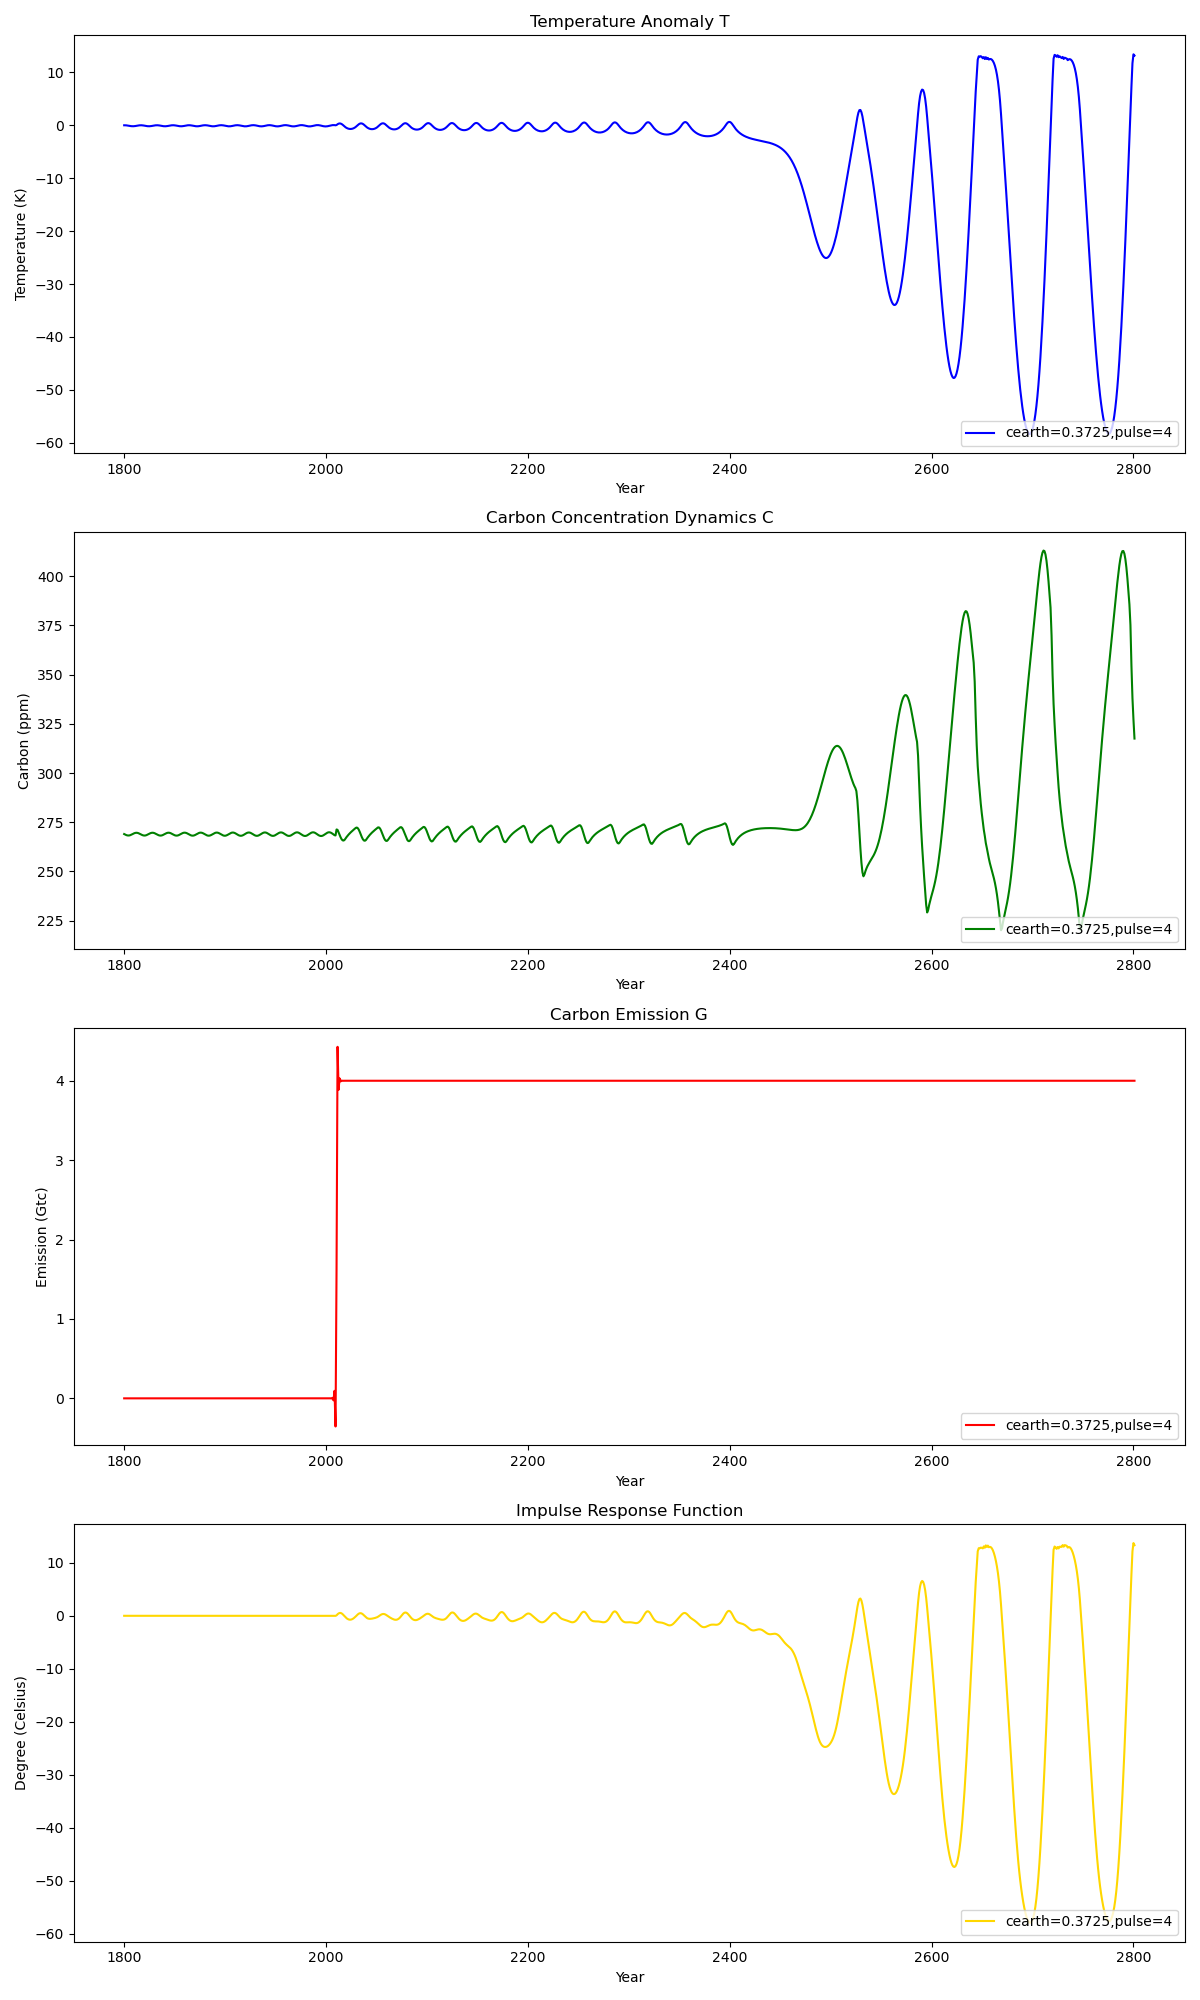 Temperature Anomaly T
10
0
−10
−20
−30
−40
−50
−60
Temperature (K)
cearth=0.3725,pulse=4
1800 2000 2200 2400 2600 2800
Year
Carbon Concentration Dynamics C
400
375
350
325
300
275
250
225
Carbon (ppm)
cearth=0.3725,pulse=4
1800 2000 2200 2400 2600 2800
Year
Carbon Emission G
4
3
2
1
0
Emission (Gtc)
cearth=0.3725,pulse=4
1800 2000 2200 2400 2600 2800
Year
Impulse Response Function
10
0
−10
−20
−30
−40
−50
−60
Degree (Celsius)
cearth=0.3725,pulse=4
1800 2000 2200 2400 2600 2800
Year